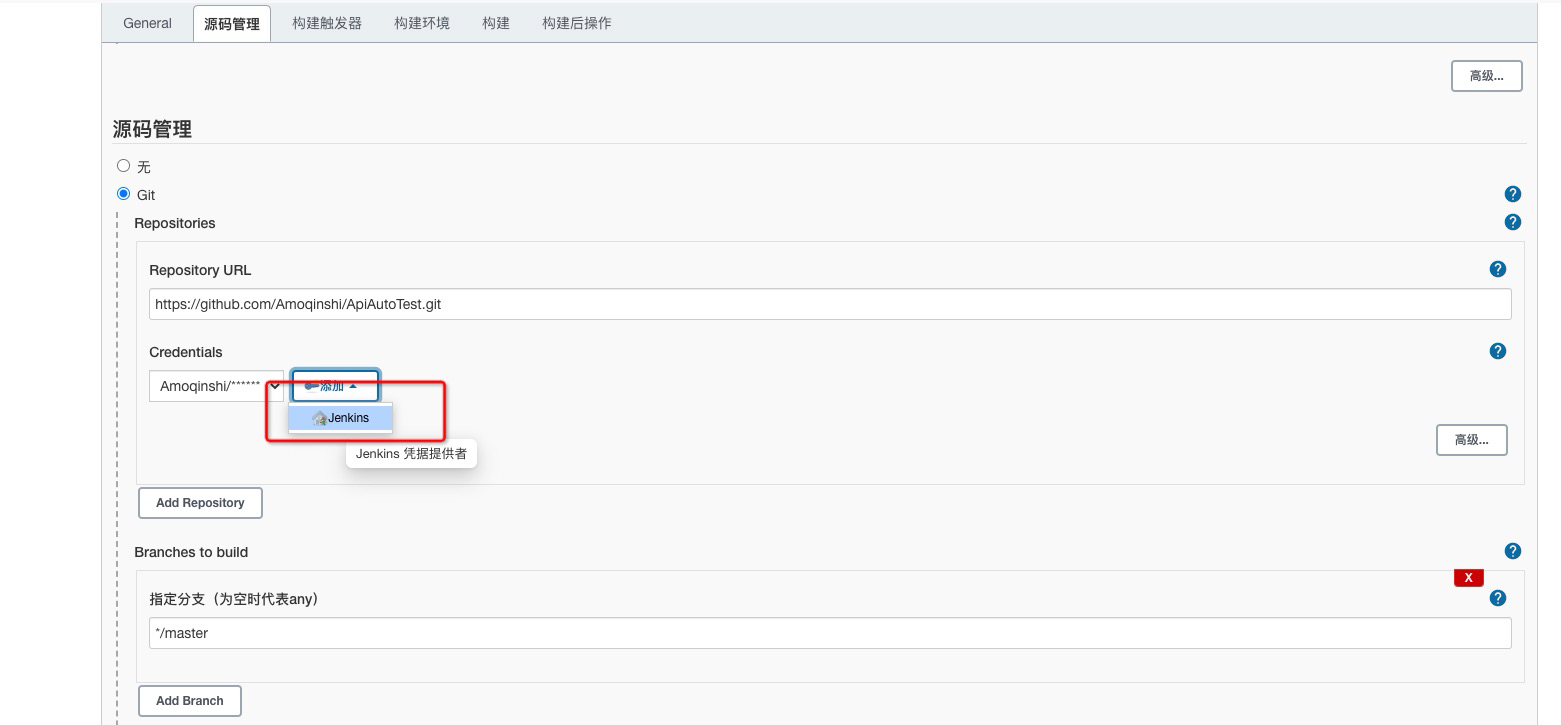 General 源码管理 构建触发器 构建环境 构建 构建后操作
高级...
源码管理
无
Git
Repositories
Repository URL
https://github.com/Amoqinshi/ApiAutoTest.git
Credentials
Amoqinshi/****** 添加
Jenkins
Jenkins 凭据提供者
高级...
Add Repository
Branches to build
X
指定分支（为空时代表any）
*/master
Add Branch